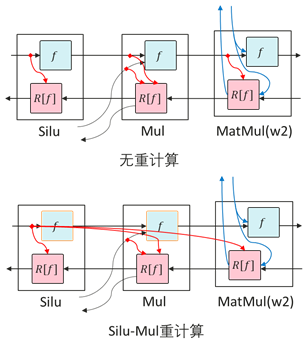 f f f
R[f] R[f] R[f]
Silu Mul MatMul(w2)
无重计算
f f f
R[f] R[f] R[f]
Silu Mul MatMul(w2)
Silu-Mul重计算